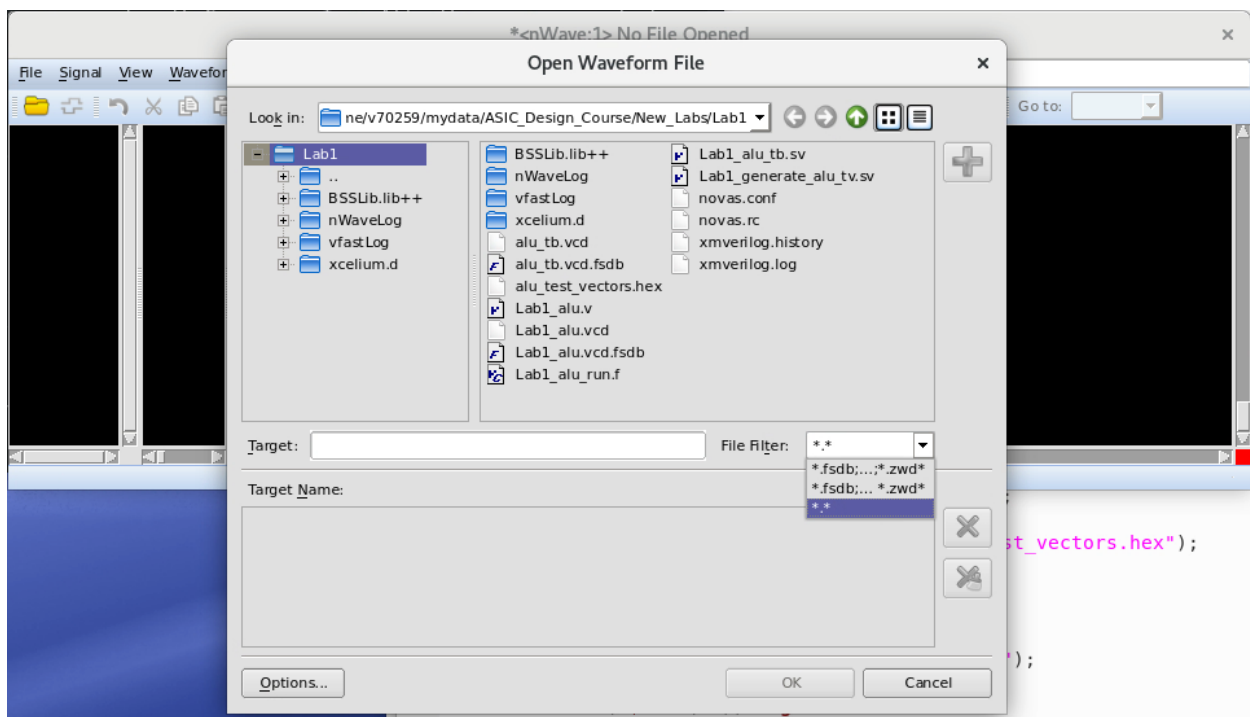 *<nWave:1> No File Opened
Open Waveform File
File Signal View Wavefor
Look in: ne/v70259/mydata/ASIC_Design_Course/New_Labs/Lab1
Go to:
Lab1
..
BSSLib.lib++
nWaveLog
vfastLog
xcelium.d
BSSLib.lib++
nWaveLog
vfastLog
xcelium.d
alu_tb.vcd
alu_tb.vcd.fsdb
alu_test_vectors.hex
Lab1_alu.v
Lab1_alu.vcd
Lab1_alu.vcd.fsdb
Lab1_alu_run.f
Lab1_alu_tb.sv
Lab1_generate_alu_tv.sv
novas.conf
novas.rc
xmverilog.history
xmverilog.log
Target:
File Filter: *.*
*.fsdb;...;*.zwd*
*.fsdb;... *.zwd*
*.*
Target Name:
st_vectors.hex");
");
Options...
OK
Cancel